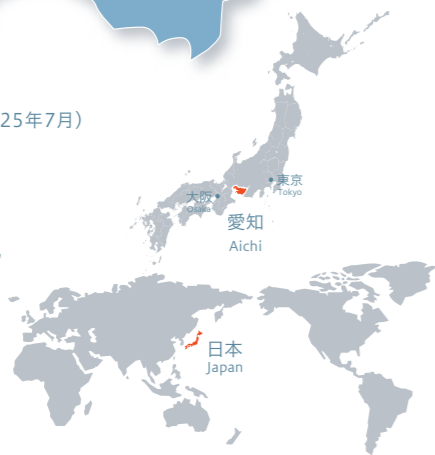 25年7月）
東京
Tokyo
大阪
Osaka
愛知
Aichi
日本
Japan